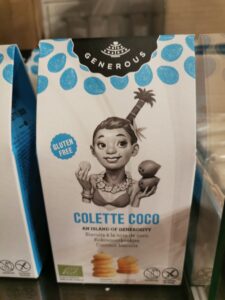 GENEROUS
GLUTEN
FREE
COLETTE COCO
AN ISLAND OF GENEROSITY
Biscuits à la noix de coco
Kokosnootkoekjes
Coconut biscuits